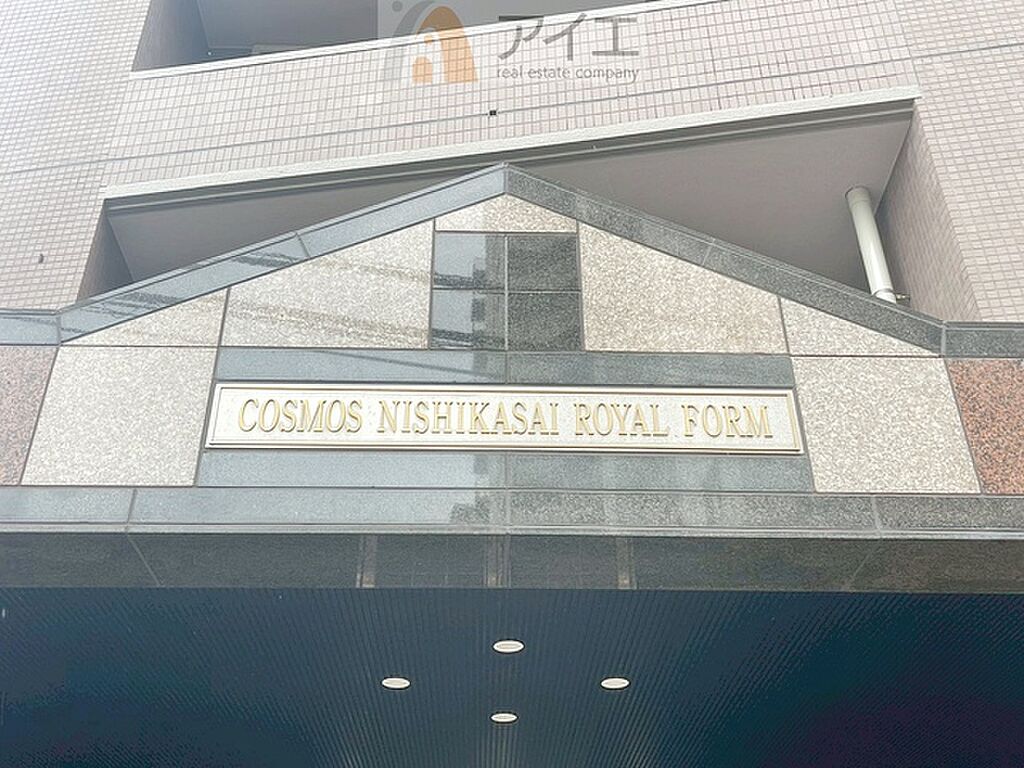 アイエ
real estate company
COSMOS NISHIKASAI ROYAL FORM